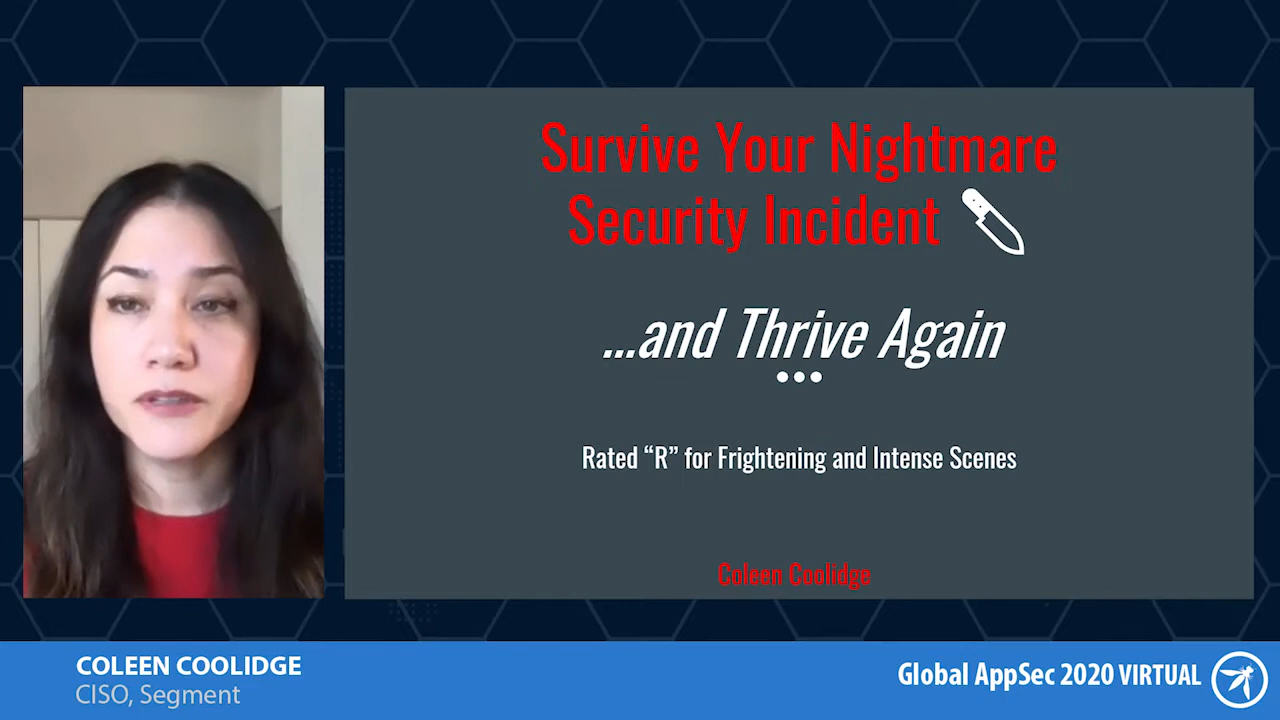 Survive Your Nightmare
Security Incident
...and Thrive Again
Rated “R” for Frightening and Intense Scenes
Coleen Coolidge
COLEEN COOLIDGE
CISO, Segment
Global AppSec 2020 VIRTUAL